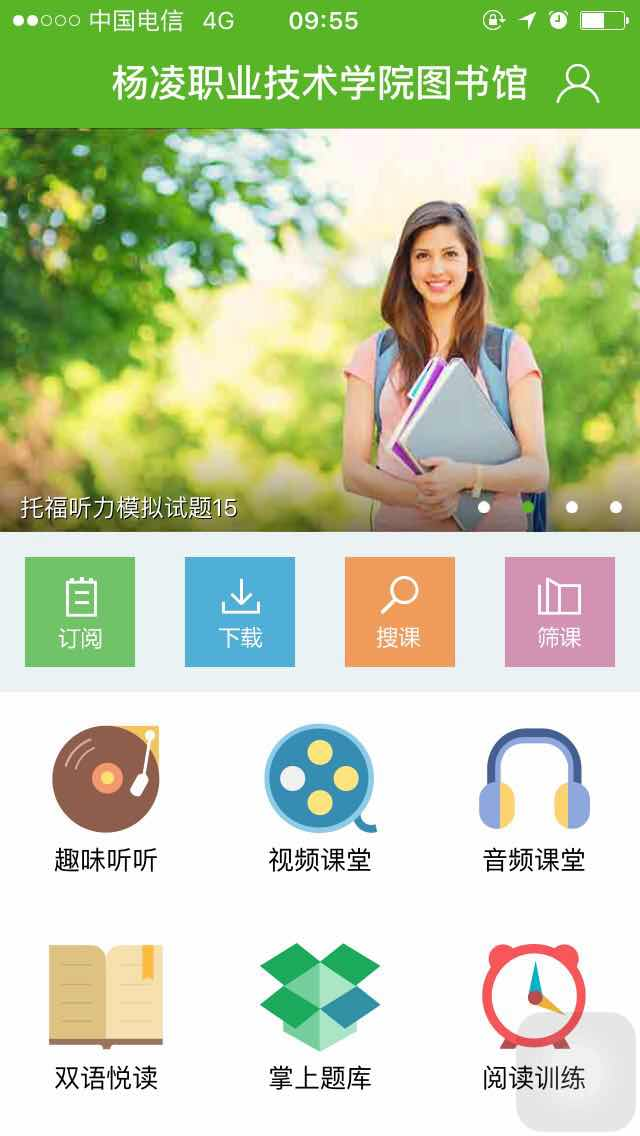 中国电信 4G 09:55
杨凌职业技术学院图书馆
托福听力模拟试题15
订阅 下载 搜课 筛课
趣味听听 视频课堂 音频课堂
双语悦读 掌上题库 阅读训练